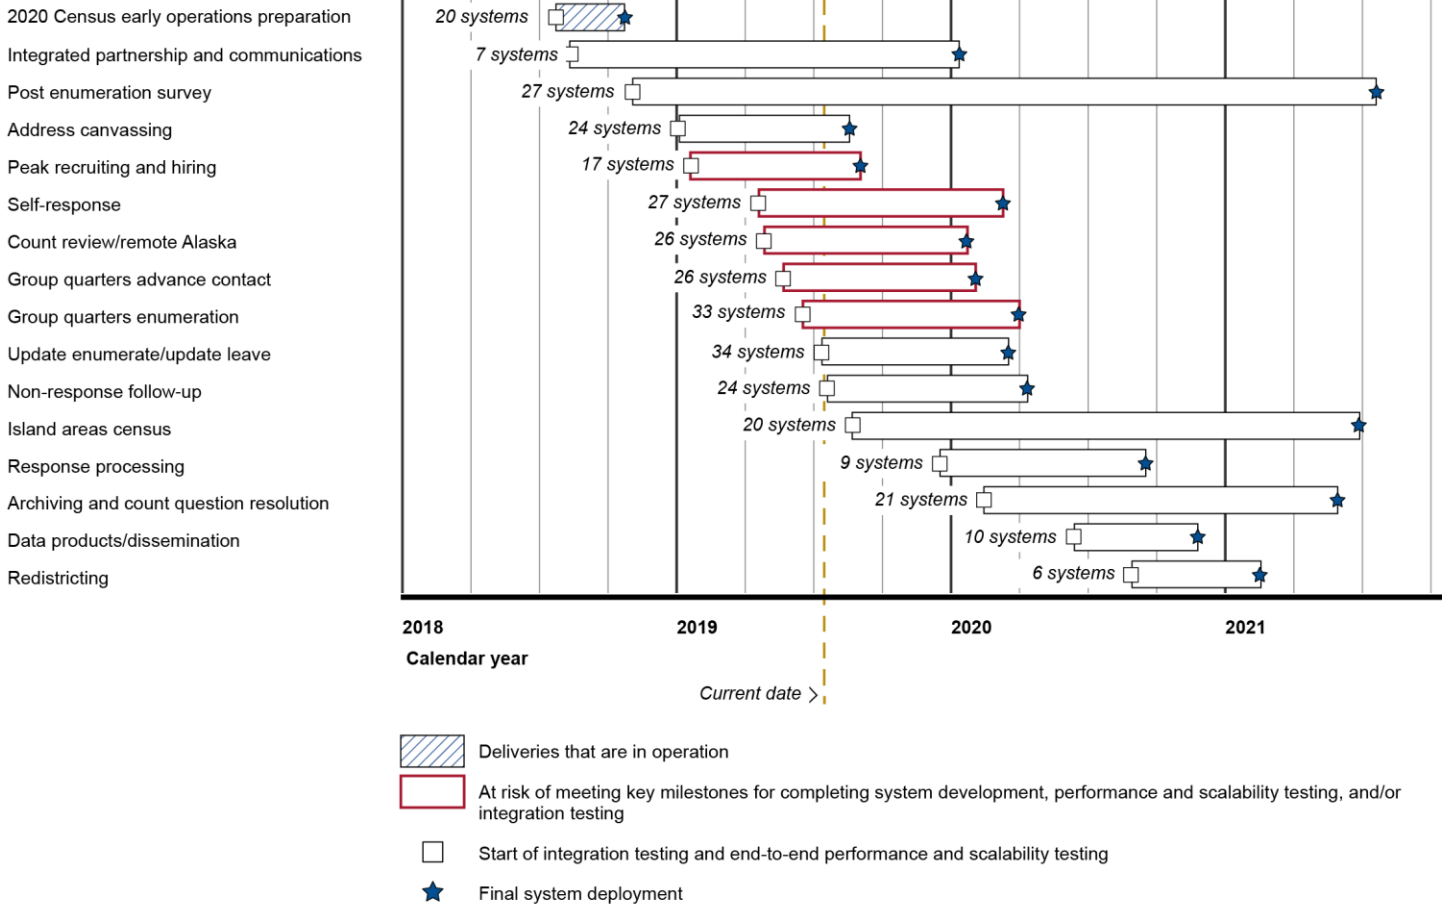 2020 Census early operations preparation 20 systems
Integrated partnership and communications 7 systems
Post enumeration survey 27 systems
Address canvassing 24 systems
Peak recruiting and hiring 17 systems
Self-response 27 systems
Count review/remote Alaska 26 systems
Group quarters advance contact 26 systems
Group quarters enumeration 33 systems
Update enumerate/update leave 34 systems
Non-response follow-up 24 systems
Island areas census 20 systems
Response processing 9 systems
Archiving and count question resolution 21 systems
Data products/dissemination 10 systems
Redistricting 6 systems
2018 2019 2020 2021
Calendar year
Current date
Deliveries that are in operation
At risk of meeting key milestones for completing system development, performance and scalability testing, and/or
integration testing
Start of integration testing and end-to-end performance and scalability testing
Final system deployment